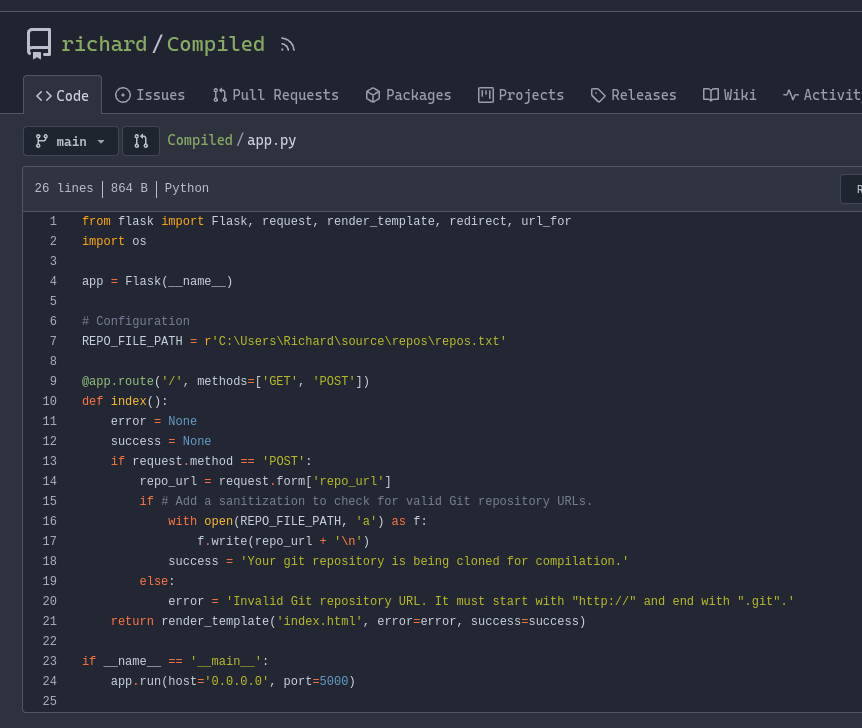 richard/Compiled
Code Issues Pull Requests Packages Projects Releases Wiki Activit
main Compiled/app.py
26 lines 864 B Python R
1 from flask import Flask, request, render_template, redirect, url_for
2 import os
3
4 app = Flask(__name__)
5
6 # Configuration
7 REPO_FILE_PATH = r'C:\Users\Richard\source\repos\repos.txt'
8
9 @app.route('/', methods=['GET', 'POST'])
10 def index():
11     error = None
12     success = None
13     if request.method == 'POST':
14         repo_url = request.form['repo_url']
15         if # Add a sanitization to check for valid Git repository URLs.
16             with open(REPO_FILE_PATH, 'a') as f:
17                 f.write(repo_url + '\n')
18             success = 'Your git repository is being cloned for compilation.'
19         else:
20             error = 'Invalid Git repository URL. It must start with "http://" and end with ".git".'
21     return render_template('index.html', error=error, success=success)
22
23 if __name__ == '__main__':
24     app.run(host='0.0.0.0', port=5000)
25